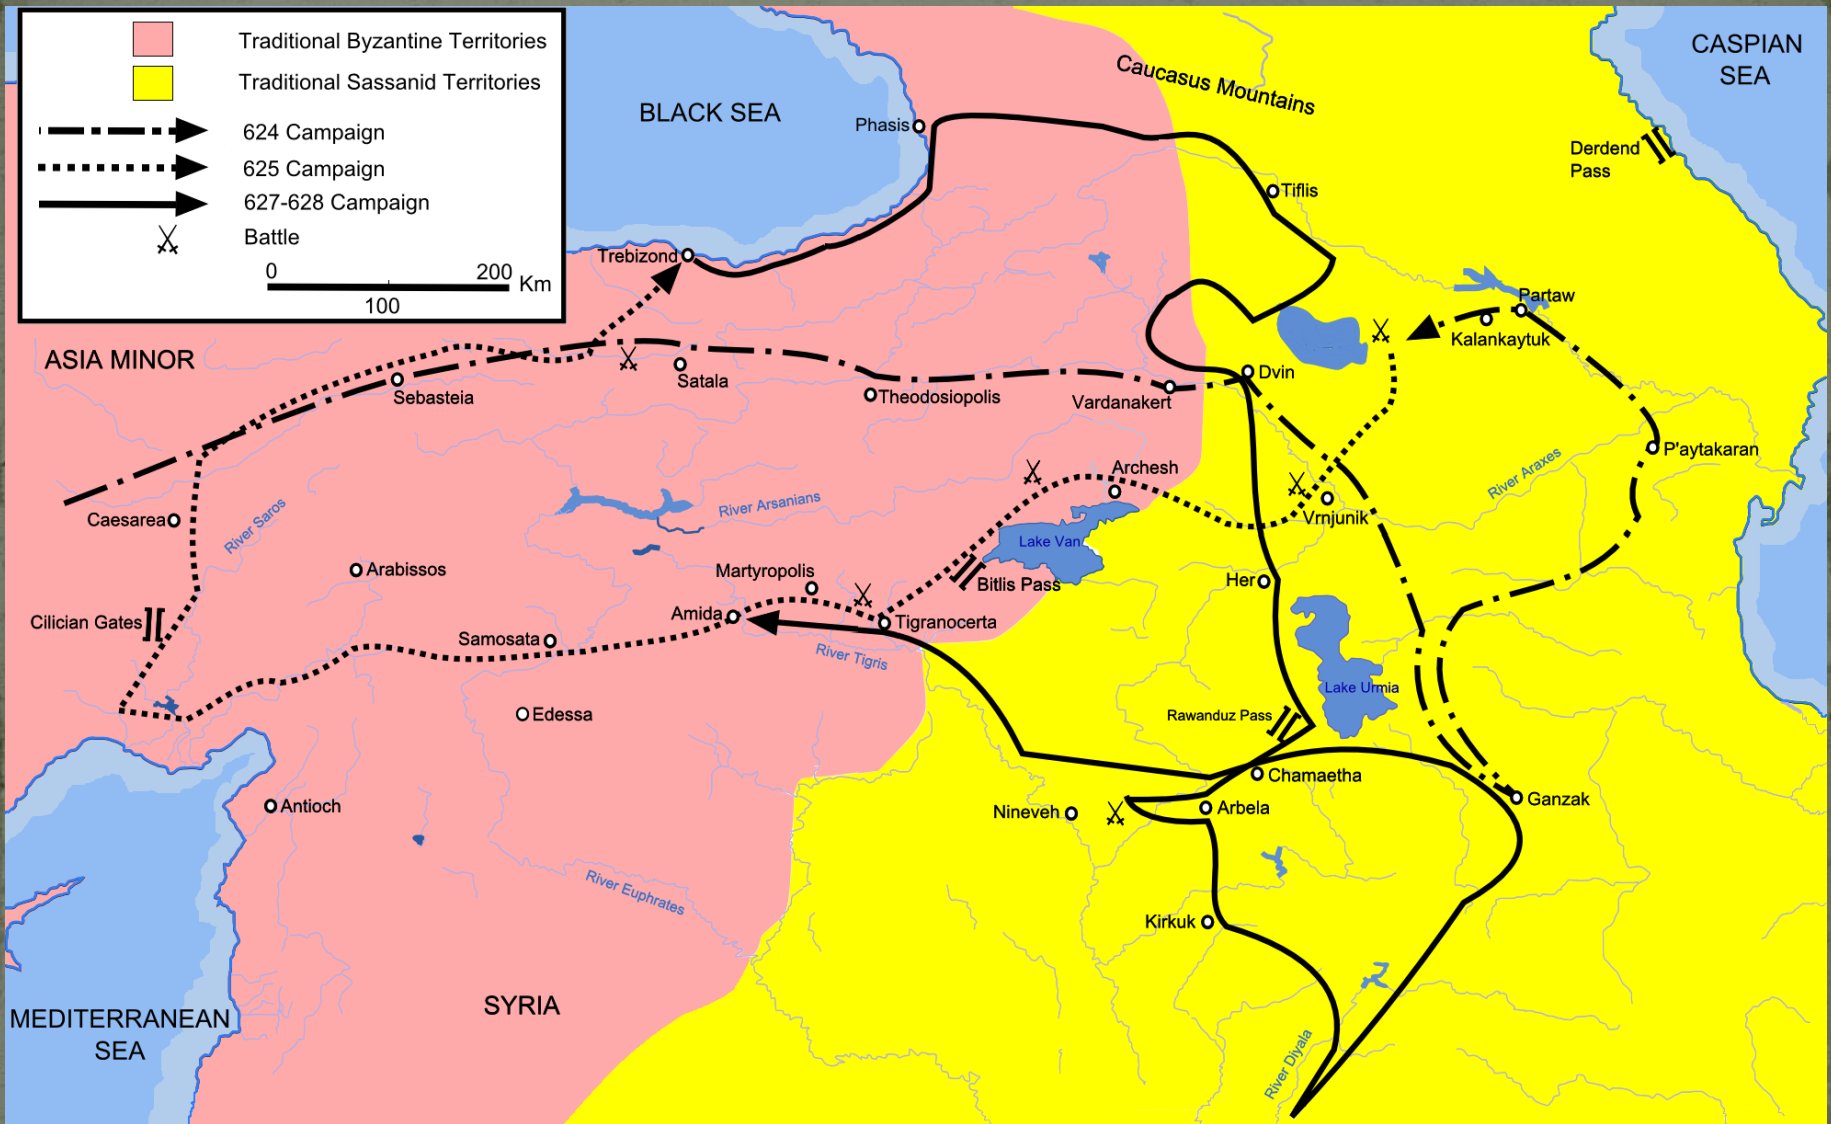 Traditional Byzantine Territories
Traditional Sassanid Territories
624 Campaign
625 Campaign
627-628 Campaign
Battle
0 200
Km
100
BLACK SEA
CASPIAN
SEA
Caucasus Mountains
Phasis
Derdend
Pass
Tiflis
Trebizond
Partaw
Kalankaytuk
ASIA MINOR
Sebasteia
Satala
Theodosiopolis
Vardanakert
Dvin
P'aytakaran
River Araxes
Archesh
Vrnjunik
Caesarea
River Saros
River Arsanians
Lake Van
Bitlis Pass
Arabissos
Martyropolis
Her
Cilician Gates
Amida
Tigranocerta
Samosata
River Tigris
Lake Urmia
Edessa
Rawanduz Pass
Chamaetha
Ganzak
Antioch
Nineveh
Arbela
River Euphrates
Kirkuk
SYRIA
MEDITERRANEAN
SEA
River Diyala